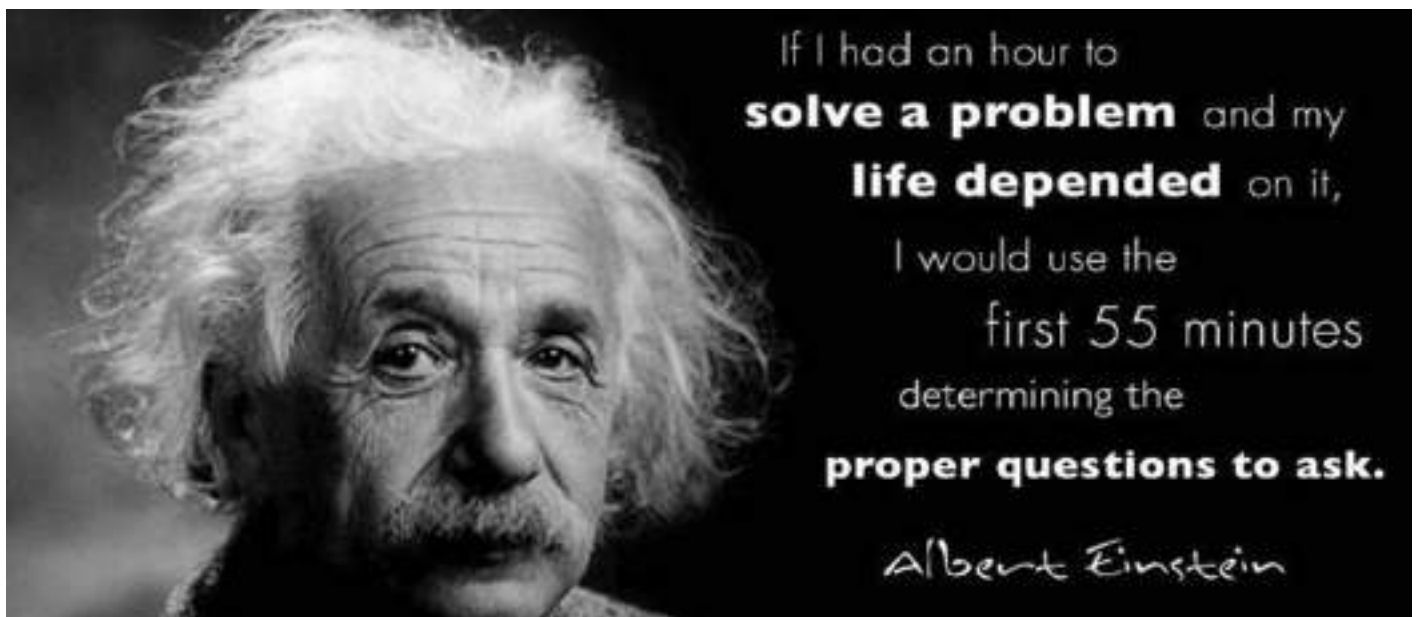 If I had an hour to
solve a problem and my
life depended on it,
I would use the
first 55 minutes
determining the
proper questions to ask.
Albert Einstein